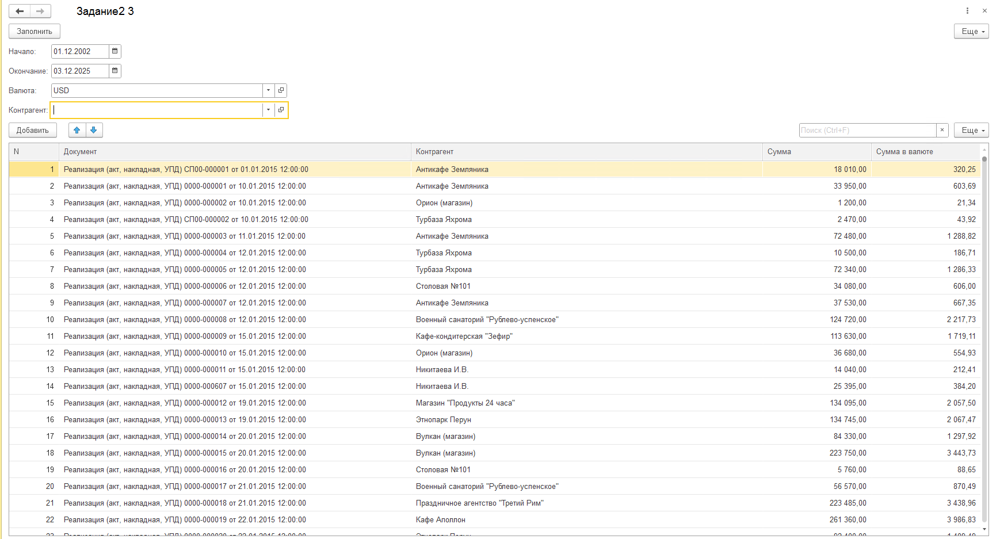 Задание2 3
Заполнить
Еще
Начало: 01.12.2002
Окончание: 03.12.2025
Валюта: USD
Контрагент:
Добавить
Поиск (Ctrl+F)
Еще
N Документ Контрагент Сумма Сумма в валюте
1 Реализация (акт, накладная, УПД) СП00-000001 от 01.01.2015 12:00:00 Антикафе Земляника 18 010,00 320,25
2 Реализация (акт, накладная, УПД) 0000-000001 от 10.01.2015 12:00:00 Антикафе Земляника 33 950,00 603,69
3 Реализация (акт, накладная, УПД) 0000-000002 от 10.01.2015 12:00:00 Орион (магазин) 1 200,00 21,34
4 Реализация (акт, накладная, УПД) СП00-000002 от 10.01.2015 12:00:00 Турбаза Яхрома 2 470,00 43,92
5 Реализация (акт, накладная, УПД) 0000-000003 от 11.01.2015 12:00:00 Антикафе Земляника 72 480,00 1 288,82
6 Реализация (акт, накладная, УПД) 0000-000004 от 12.01.2015 12:00:00 Турбаза Яхрома 10 500,00 186,71
7 Реализация (акт, накладная, УПД) 0000-000005 от 12.01.2015 12:00:00 Турбаза Яхрома 72 340,00 1 286,33
8 Реализация (акт, накладная, УПД) 0000-000006 от 12.01.2015 12:00:00 Столовая №101 34 080,00 606,00
9 Реализация (акт, накладная, УПД) 0000-000007 от 12.01.2015 12:00:00 Антикафе Земляника 37 530,00 667,35
10 Реализация (акт, накладная, УПД) 0000-000008 от 12.01.2015 12:00:00 Военный санаторий "Рублево-успенское" 124 720,00 2 217,73
11 Реализация (акт, накладная, УПД) 0000-000009 от 15.01.2015 12:00:00 Кафе-кондитерская "Зефир" 113 630,00 1 719,11
12 Реализация (акт, накладная, УПД) 0000-000010 от 15.01.2015 12:00:00 Орион (магазин) 36 680,00 554,93
13 Реализация (акт, накладная, УПД) 0000-000011 от 15.01.2015 12:00:00 Никитаева И.В. 14 040,00 212,41
14 Реализация (акт, накладная, УПД) 0000-000607 от 15.01.2015 12:00:00 Никитаева И.В. 25 395,00 384,20
15 Реализация (акт, накладная, УПД) 0000-000012 от 19.01.2015 12:00:00 Магазин "Продукты 24 часа" 134 095,00 2 057,50
16 Реализация (акт, накладная, УПД) 0000-000013 от 19.01.2015 12:00:00 Этнопарк Перун 134 745,00 2 067,47
17 Реализация (акт, накладная, УПД) 0000-000014 от 20.01.2015 12:00:00 Вулкан (магазин) 84 330,00 1 297,92
18 Реализация (акт, накладная, УПД) 0000-000015 от 20.01.2015 12:00:00 Вулкан (магазин) 223 750,00 3 443,73
19 Реализация (акт, накладная, УПД) 0000-000016 от 20.01.2015 12:00:00 Столовая №101 5 760,00 88,65
20 Реализация (акт, накладная, УПД) 0000-000017 от 21.01.2015 12:00:00 Военный санаторий "Рублево-успенское" 56 570,00 870,49
21 Реализация (акт, накладная, УПД) 0000-000018 от 21.01.2015 12:00:00 Праздничное агентство "Третий Рим" 223 485,00 3 438,96
22 Реализация (акт, накладная, УПД) 0000-000019 от 22.01.2015 12:00:00 Кафе Аполлон 261 360,00 3 986,83